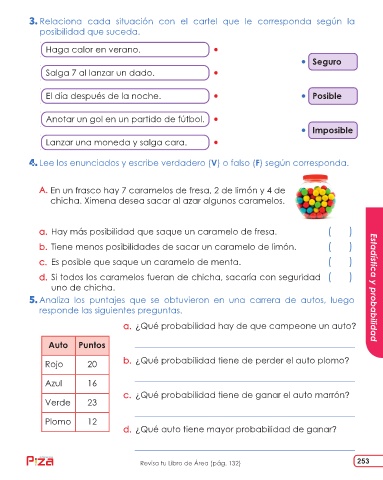 3. Relaciona cada situación con el cartel que le corresponda según la
posibilidad que suceda.
Haga calor en verano.
Seguro
Salga 7 al lanzar un dado.
El día después de la noche.
Posible
Anotar un gol en un partido de fútbol.
Imposible
Lanzar una moneda y salga cara.
4. Lee los enunciados y escribe verdadero (V) o falso (F) según corresponda.
A. En un frasco hay 7 caramelos de fresa, 2 de limón y 4 de
chicha. Ximena desea sacar al azar algunos caramelos.
a. Hay más posibilidad que saque un caramelo de fresa. ( )
b. Tiene menos posibilidades de sacar un caramelo de limón. ( )
c. Es posible que saque un caramelo de menta. ( )
d. Si todos los caramelos fueran de chicha, sacaría con seguridad ( )
uno de chicha.
Estadística y probabilidad
5. Analiza los puntajes que se obtuvieron en una carrera de autos, luego
responde las siguientes preguntas.
Auto Puntos
Rojo 20
Azul 16
Verde 23
Plomo 12
a. ¿Qué probabilidad hay de que campeone un auto?
b. ¿Qué probabilidad tiene de perder el auto plomo?
c. ¿Qué probabilidad tiene de ganar el auto marrón?
d. ¿Qué auto tiene mayor probabilidad de ganar?
Revisa tu Libro de Área (pág. 132)
253